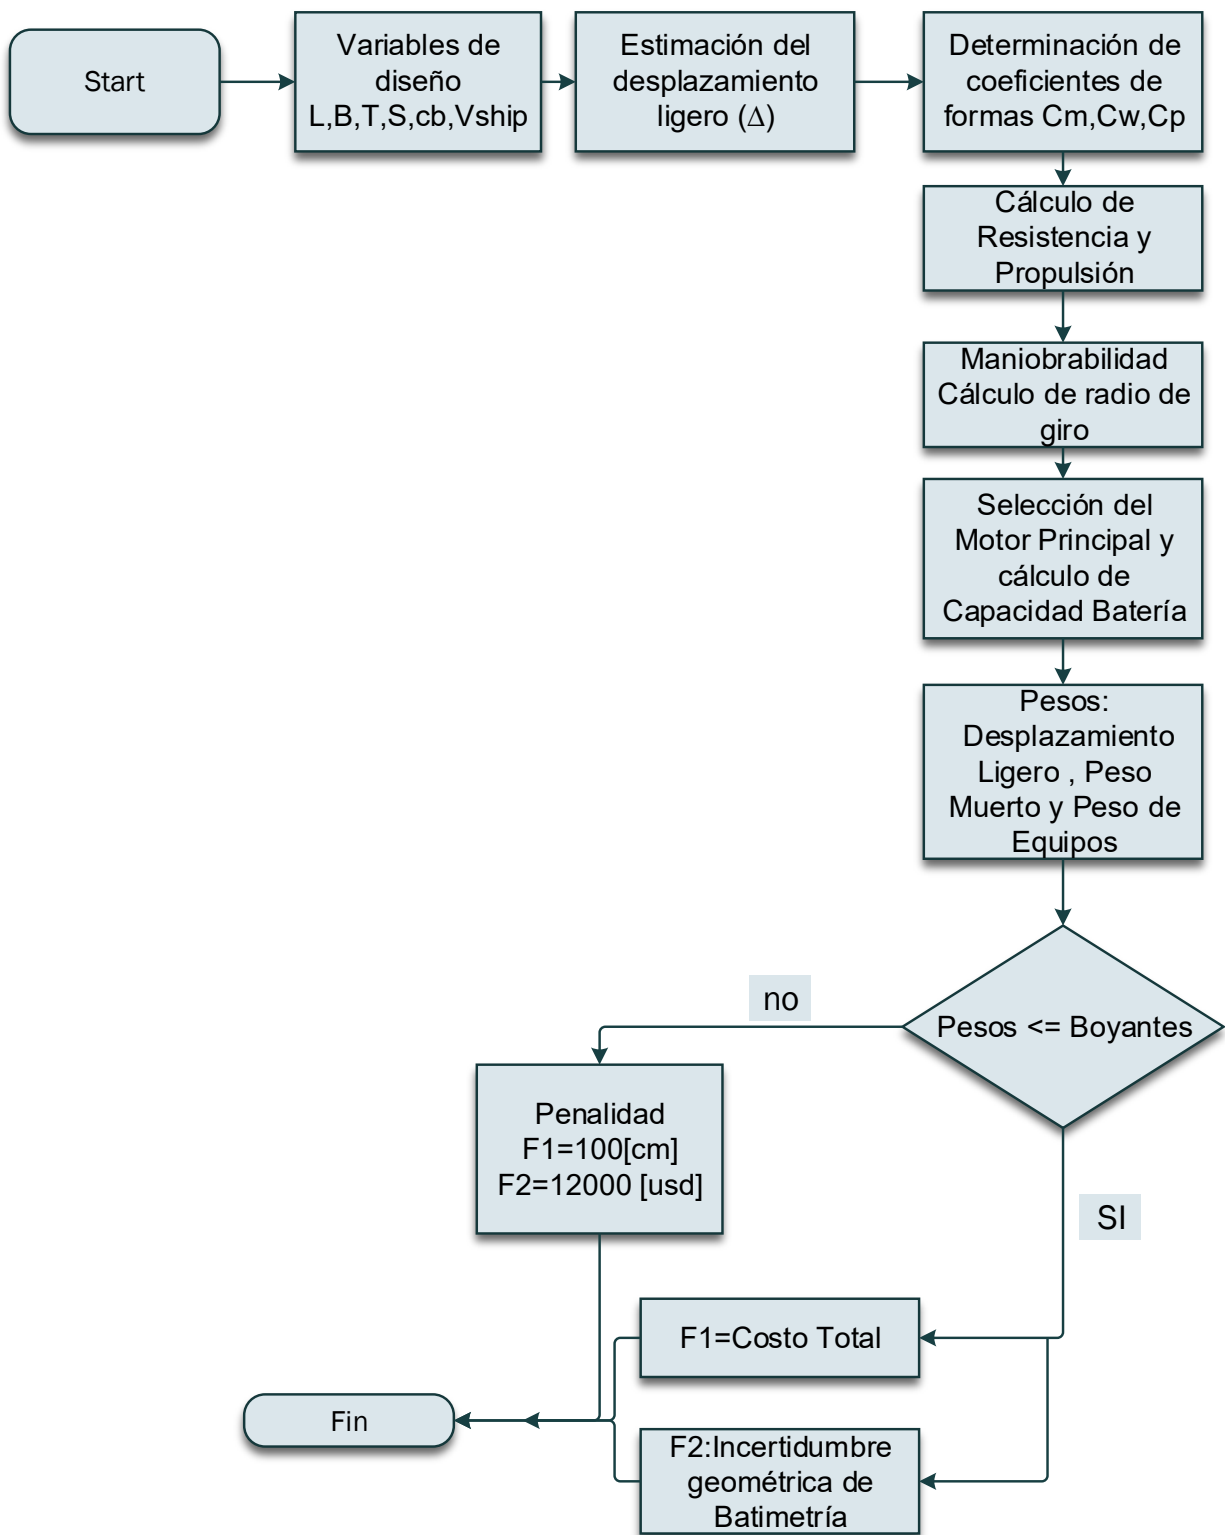 Start
Variables de
diseño
L,B,T,S,cb,Vship
Estimación del
desplazamiento
ligero (Δ)
Determinación de
coeficientes de
formas Cm,Cw,Cp
Cálculo de
Resistencia y
Propulsión
Maniobrabilidad
Cálculo de radio de
giro
Selección del
Motor Principal y
cálculo de
Capacidad Batería
Pesos:
Desplazamiento
Ligero , Peso
Muerto y Peso de
Equipos
Pesos <= Boyantes
no
Penalidad
F1=100[cm]
F2=12000 [usd]
SI
F1=Costo Total
F2:Incertidumbre
geométrica de
Batimetría
Fin